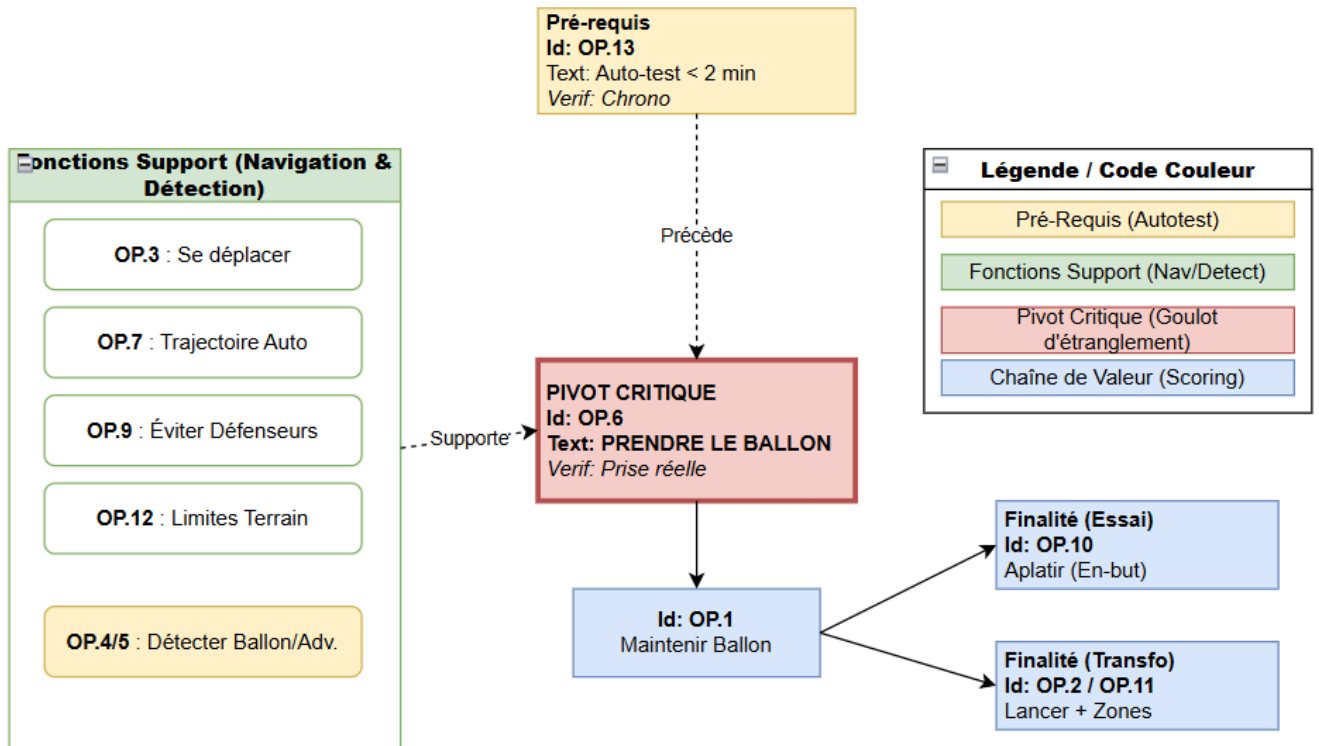 Pré-requis
Id: OP.13
Text: Auto-test < 2 min
Verif: Chrono
Précède
onctions Support (Navigation &
Détection)
OP.3 : Se déplacer
OP.7 : Trajectoire Auto
OP.9 : Éviter Défenseurs
OP.12 : Limites Terrain
OP.4/5 : Détecter Ballon/Adv.
Supporte
PIVOT CRITIQUE
Id: OP.6
Text: PRENDRE LE BALLON
Verif: Prise réelle
Id: OP.1
Maintenir Ballon
Légende / Code Couleur
Pré-Requis (Autotest)
Fonctions Support (Nav/Detect)
Pivot Critique (Goulot
d'étranglement)
Chaîne de Valeur (Scoring)
Finalité (Essai)
Id: OP.10
Aplatir (En-but)
Finalité (Transfo)
Id: OP.2 / OP.11
Lancer + Zones